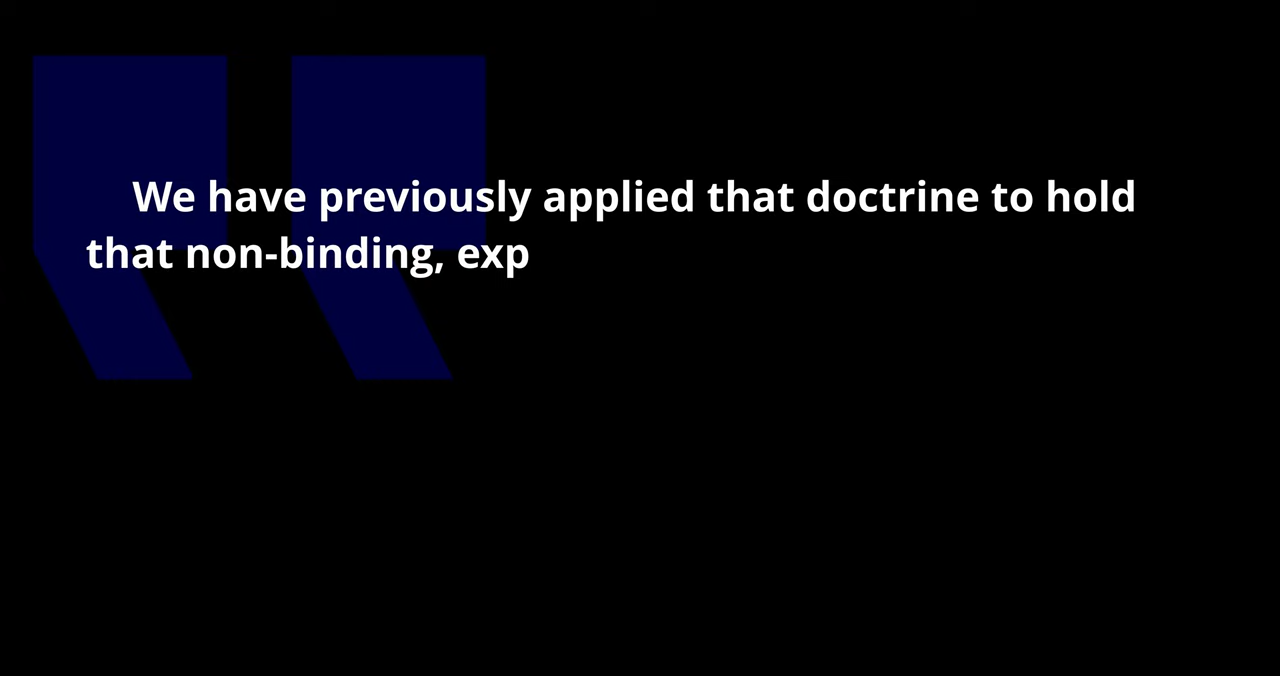 We have previously applied that doctrine to hold
that non-binding, exp